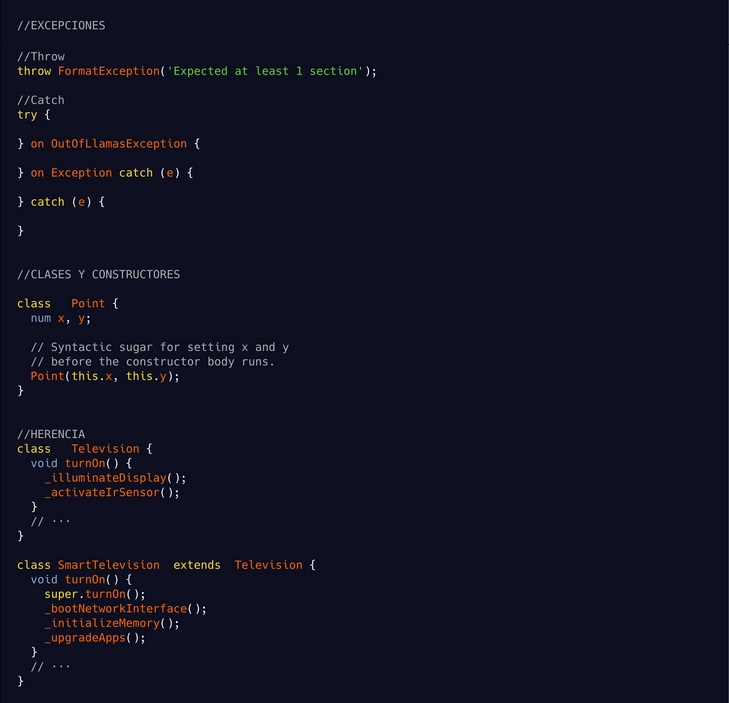 //EXCEPCIONES
//Throw
throw FormatException('Expected at least 1 section');
//Catch
try {
} on OutOfLlamasException {
} on Exception catch (e) {
} catch (e) {
}
//CLASES Y CONSTRUCTORES
class   Point {
  num x, y;
  // Syntactic sugar for setting x and y
  // before the constructor body runs.
  Point(this.x, this.y);
}
//HERENCIA
class   Television {
  void turnOn() {
    _illuminateDisplay();
    _activateIrSensor();
  }
  // ···
}
class SmartTelevision  extends  Television {
  void turnOn() {
    super.turnOn();
    _bootNetworkInterface();
    _initializeMemory();
    _upgradeApps();
  }
  // ···
}